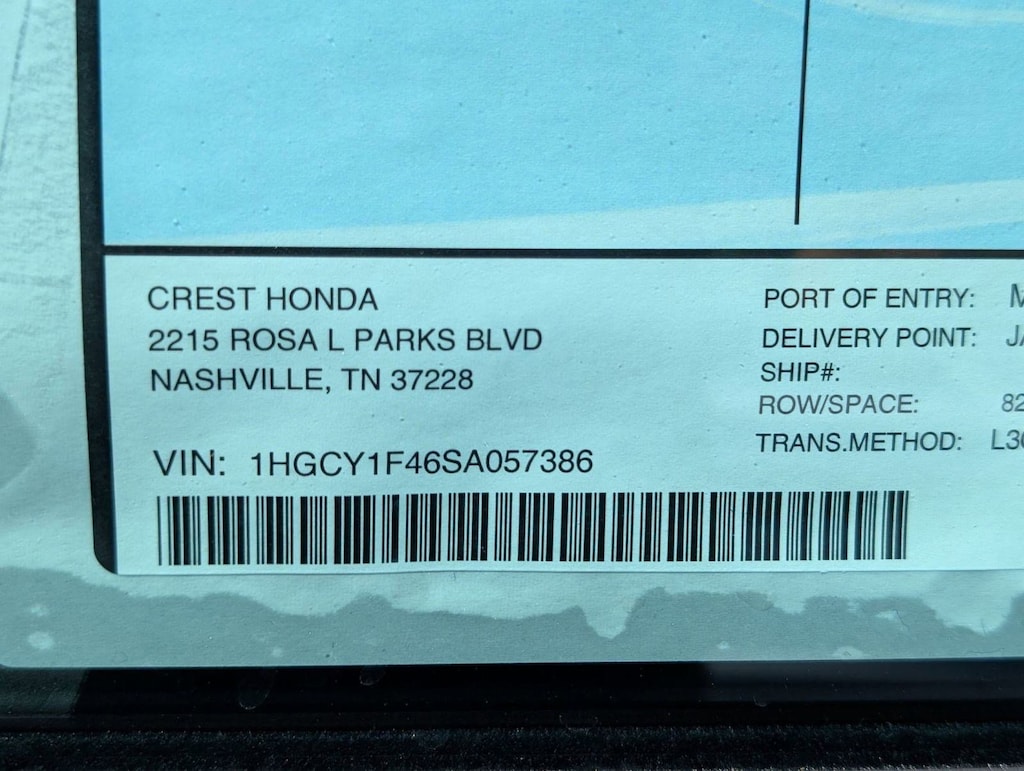 CREST HONDA
2215 ROSA L PARKS BLVD
NASHVILLE, TN 37228
VIN: 1HGCY1F46SA057386
PORT OF ENTRY:
DELIVERY POINT:
SHIP#:
ROW/SPACE:
TRANS.METHOD: